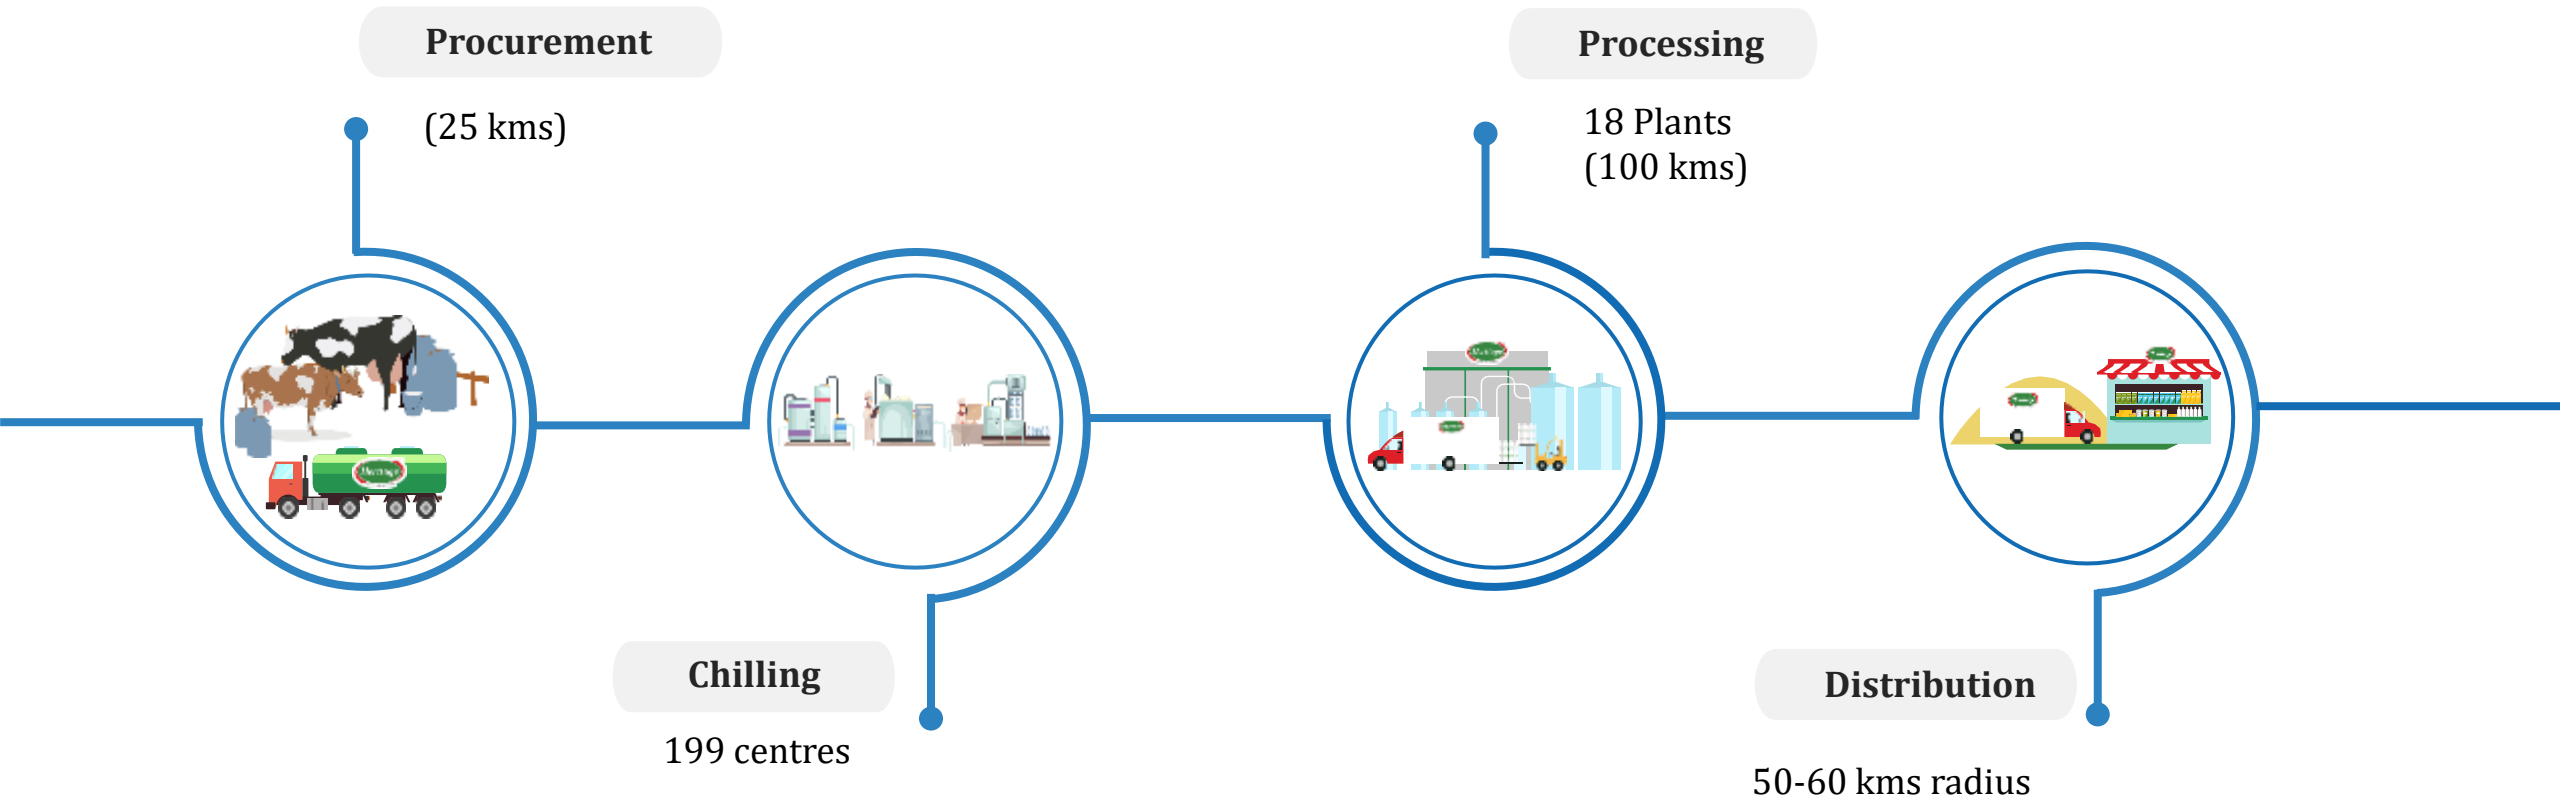 Procurement
(25 kms)
Chilling
199 centres
Processing
18 Plants
(100 kms)
Distribution
50-60 kms radius